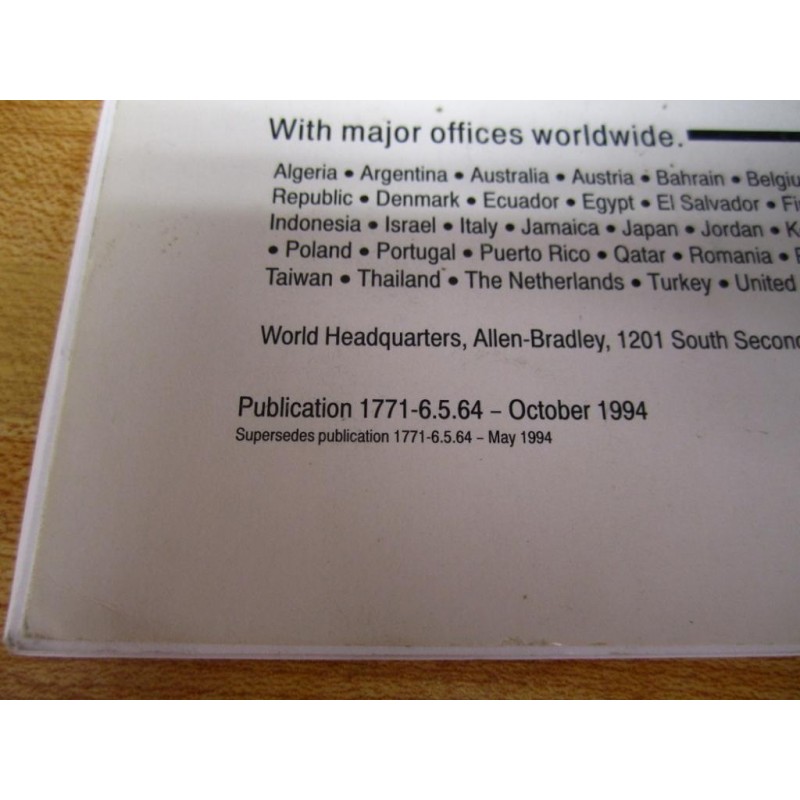 With major offices worldwide.
Algeria • Argentina • Australia • Austria • Bahrain •
Republic • Denmark • Ecuador • Egypt • El Salvador •
Indonesia • Israel • Italy • Jamaica • Japan • Jordan •
• Poland • Portugal • Puerto Rico • Qatar • Romania •
Taiwan • Thailand • The Netherlands • Turkey • United
World Headquarters, Allen-Bradley, 1201 South
Publication 1771-6.5.64 – October 1994
Supersedes publication 1771-6.5.64 – May 1994